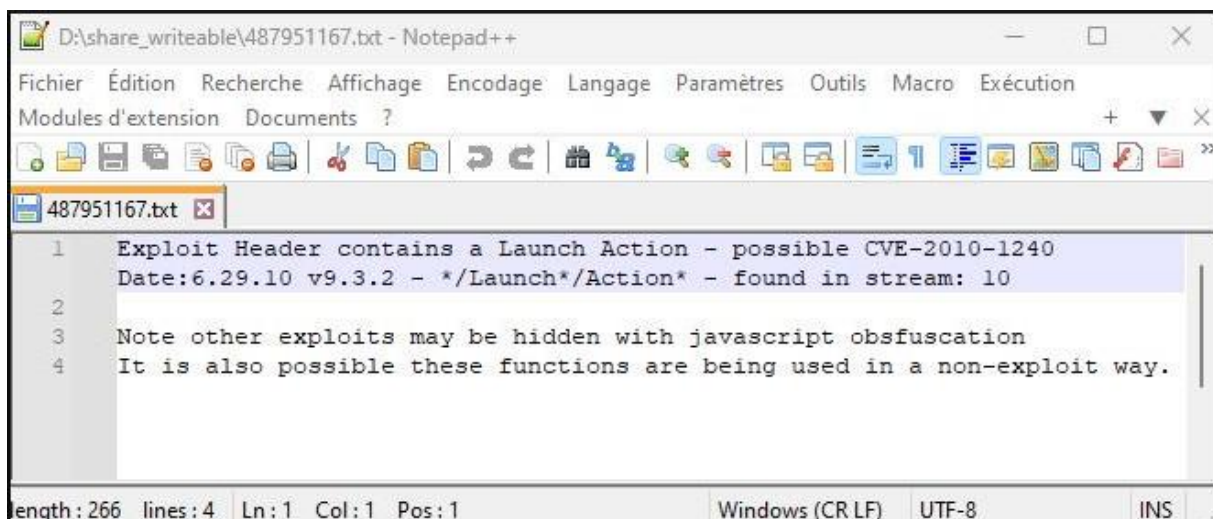 D:\share_writeable\487951167.txt - Notepad++
Fichier Édition Recherche Affichage Encodage Langage Paramètres Outils Macro Exécution
Modules d'extension Documents ?
487951167.txt
1 Exploit Header contains a Launch Action - possible CVE-2010-1240
Date:6.29.10 v9.3.2 - */Launch*/Action* - found in stream: 10
2
3 Note other exploits may be hidden with javascript obsfuscation
4 It is also possible these functions are being used in a non-exploit way.
length : 266 lines : 4 Ln : 1 Col : 1 Pos : 1 Windows (CR LF) UTF-8 INS